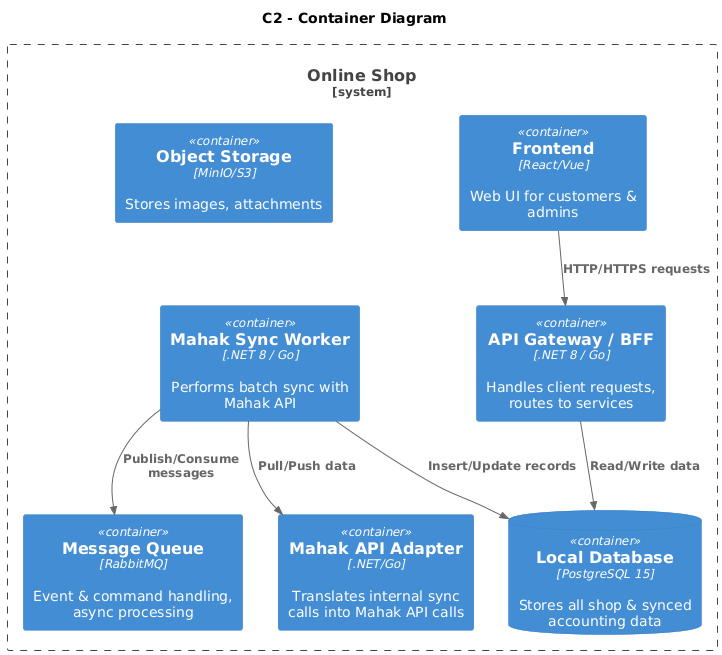 C2 - Container Diagram
Online Shop
[system]
«container»
Object Storage
[MinIO/S3]
Stores images, attachments
«container»
Frontend
[React/Vue]
Web UI for customers &
admins
HTTP/HTTPS requests
«container»
Mahak Sync Worker
[.NET 8 / Go]
Performs batch sync with
Mahak API
«container»
API Gateway / BFF
[.NET 8 / Go]
Handles client requests,
routes to services
Publish/Consume
messages
Pull/Push data
Insert/Update records
Read/Write data
«container»
Message Queue
[RabbitMQ]
Event & command handling,
async processing
«container»
Mahak API Adapter
[.NET/Go]
Translates internal sync
calls into Mahak API calls
«container»
Local Database
[PostgreSQL 15]
Stores all shop & synced
accounting data